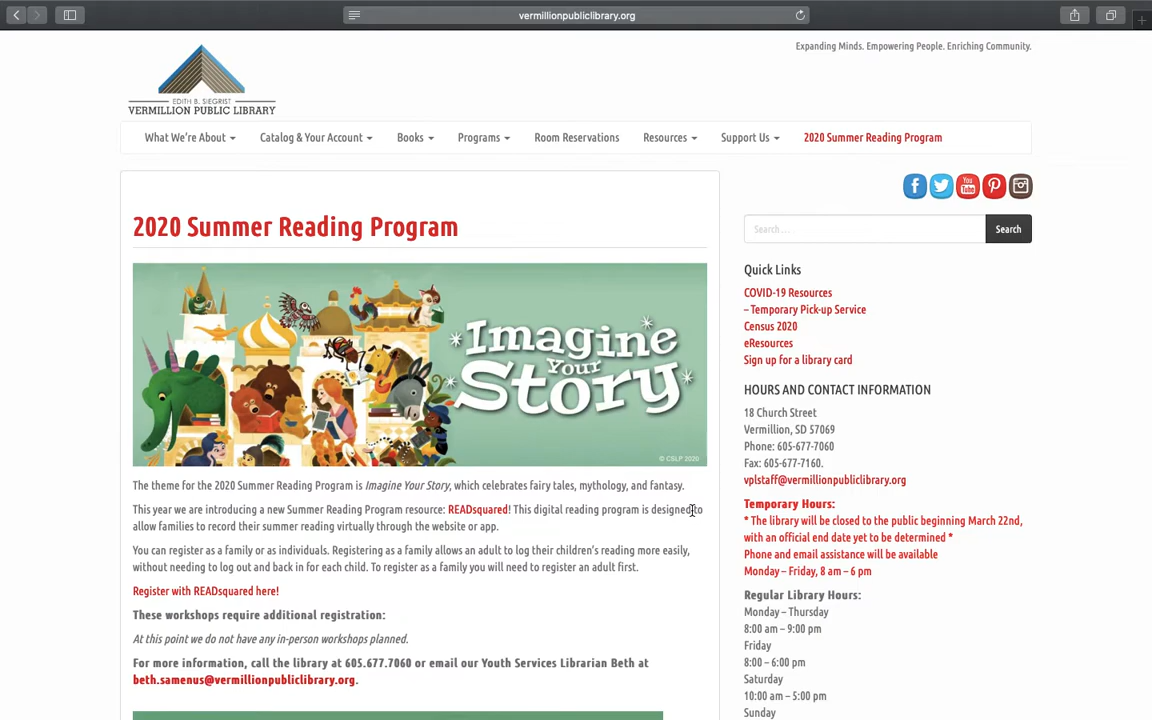 vermillionpubliclibrary.org
Expanding Minds. Empowering People. Enriching Community.
EDITH B. SIEGRIST
VERMILLION PUBLIC LIBRARY
What We're About
Catalog & Your Account
Books
Programs
Room Reservations
Resources
Support Us
2020 Summer Reading Program
2020 Summer Reading Program
Imagine
Your
Story
© CSLP 2020
The theme for the 2020 Summer Reading Program is Imagine Your Story, which celebrates fairy tales, mythology, and fantasy.
This year we are introducing a new Summer Reading Program resource: READsquared! This digital reading program is designed to
allow families to record their summer reading virtually through the website or app.
You can register as a family or as individuals. Registering as a family allows an adult to log their children's reading more easily,
without needing to log out and back in for each child. To register as a family you will need to register an adult first.
Register with READsquared here!
These workshops require additional registration:
At this point we do not have any in-person workshops planned.
For more information, call the library at 605.677.7060 or email our Youth Services Librarian Beth at
beth.samenus@vermillionpubliclibrary.org.
You Tube
Search....
Search
Quick Links
COVID-19 Resources
– Temporary Pick-up Service
Census 2020
eResources
Sign up for a library card
HOURS AND CONTACT INFORMATION
18 Church Street
Vermillion, SD 57069
Phone: 605-677-7060
Fax: 605-677-7160.
vplstaff@vermillionpubliclibrary.org
Temporary Hours:
* The library will be closed to the public beginning March 22nd,
with an official end date yet to be determined *
Phone and email assistance will be available
Monday – Friday, 8 am – 6 pm
Regular Library Hours:
Monday – Thursday
8:00 am – 9:00 pm
Friday
8:00 – 6:00 pm
Saturday
10:00 am – 5:00 pm
Sunday